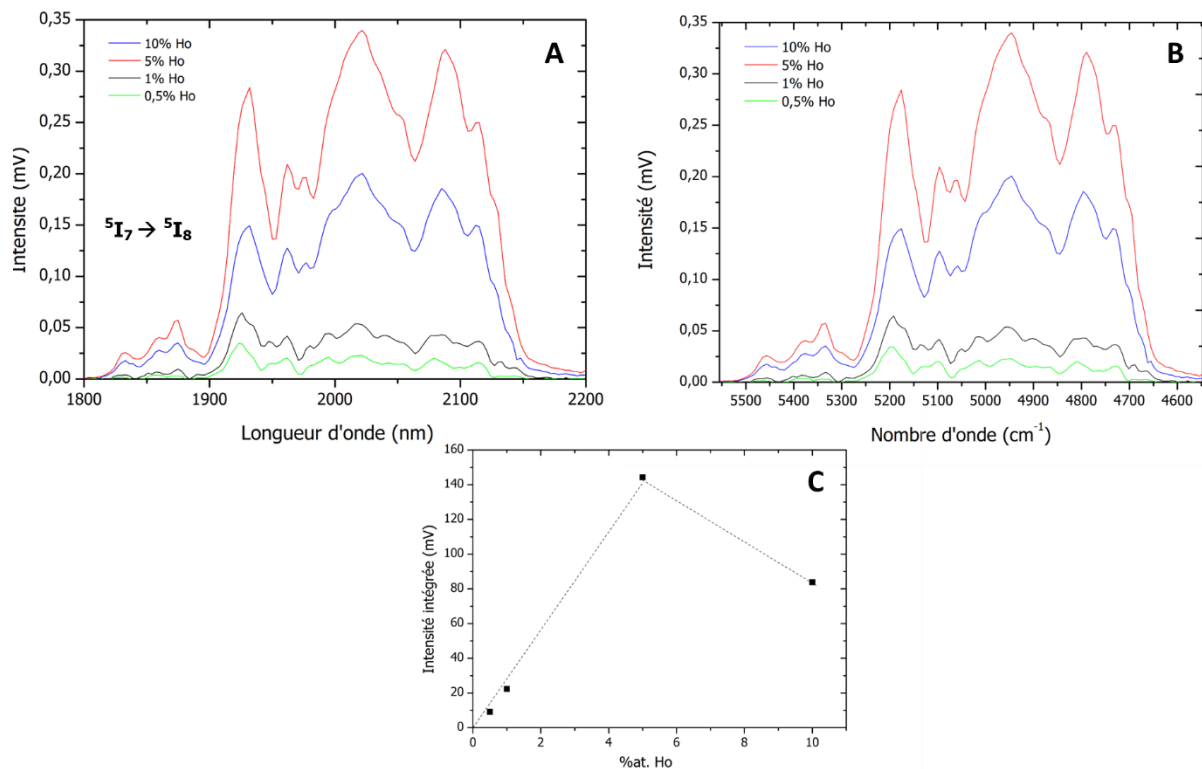 A
0,35
0,30
0,25
0,20
0,15
0,10
0,05
0,00
Intensite (mV)
10% Ho
5% Ho
1% Ho
0,5% Ho
⁵I₇ → ⁵I₈
1800 1900 2000 2100 2200
Longueur d'onde (nm)
B
0,35
0,30
0,25
0,20
0,15
0,10
0,05
0,00
Intensité (mV)
10% Ho
5% Ho
1% Ho
0,5% Ho
5500 5400 5300 5200 5100 5000 4900 4800 4700 4600
Nombre d'onde (cm⁻¹)
C
160
140
120
100
80
60
40
20
0
Intensité intégrée (mV)
0 2 4 6 8 10
%at. Ho